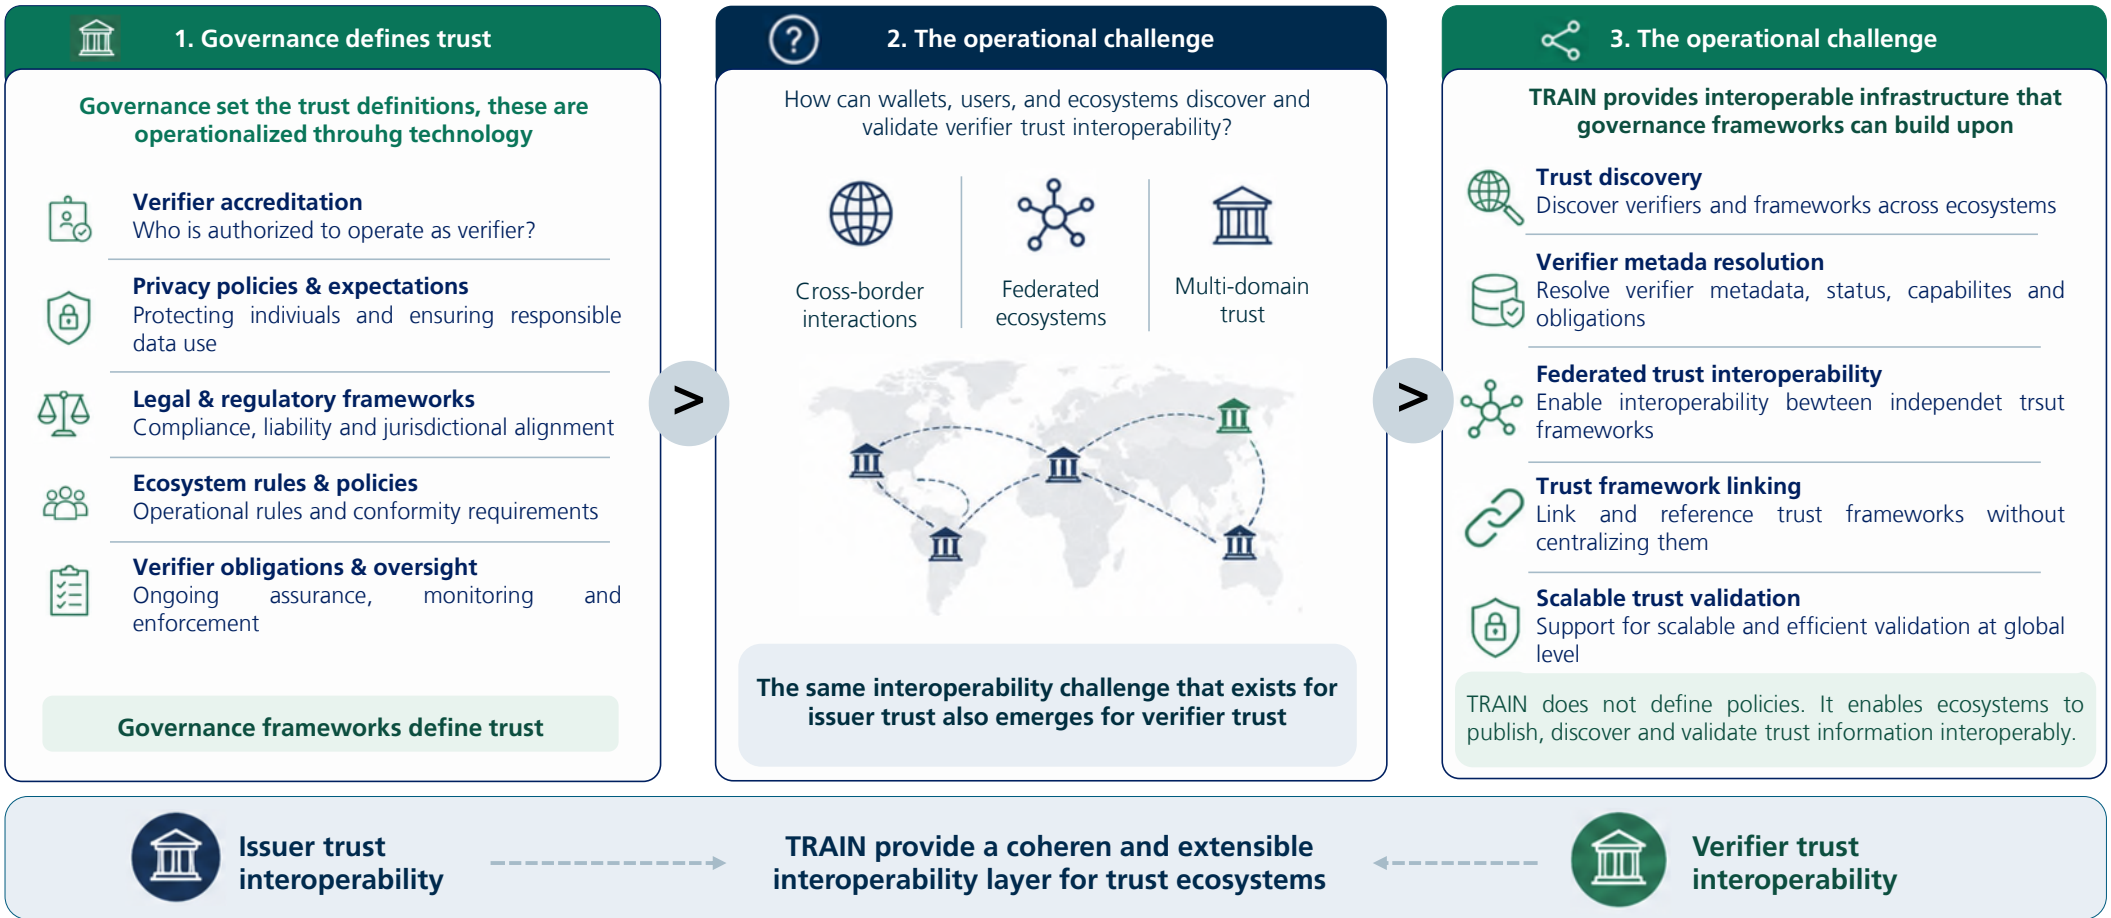 1. Governance defines trust
Governance set the trust definitions, these are
operationalized throuhg technology
Verifier accreditation
Who is authorized to operate as verifier?
Privacy policies & expectations
Protecting indiviuals and ensuring responsible
data use
Legal & regulatory frameworks
Compliance, liability and jurisdictional alignment
Ecosystem rules & policies
Operational rules and conformity requirements
Verifier obligations & oversight
Ongoing assurance, monitoring and
enforcement
Governance frameworks define trust
>
?
2. The operational challenge
How can wallets, users, and ecosystems discover and
validate verifier trust interoperability?
Cross-border
interactions
Federated
ecosystems
Multi-domain
trust
The same interoperability challenge that exists for
issuer trust also emerges for verifier trust
>
3. The operational challenge
TRAIN provides interoperable infrastructure that
governance frameworks can build upon
Trust discovery
Discover verifiers and frameworks across ecosystems
Verifier metada resolution
Resolve verifier metadata, status, capabilites and
obligations
Federated trust interoperability
Enable interoperability bewteen independet trsut
frameworks
Trust framework linking
Link and reference trust frameworks without
centralizing them
Scalable trust validation
Support for scalable and efficient validation at global
level
TRAIN does not define policies. It enables ecosystems to
publish, discover and validate trust information interoperably.
Issuer trust
interoperability
TRAIN provide a coheren and extensible
interoperability layer for trust ecosystems
Verifier trust
interoperability